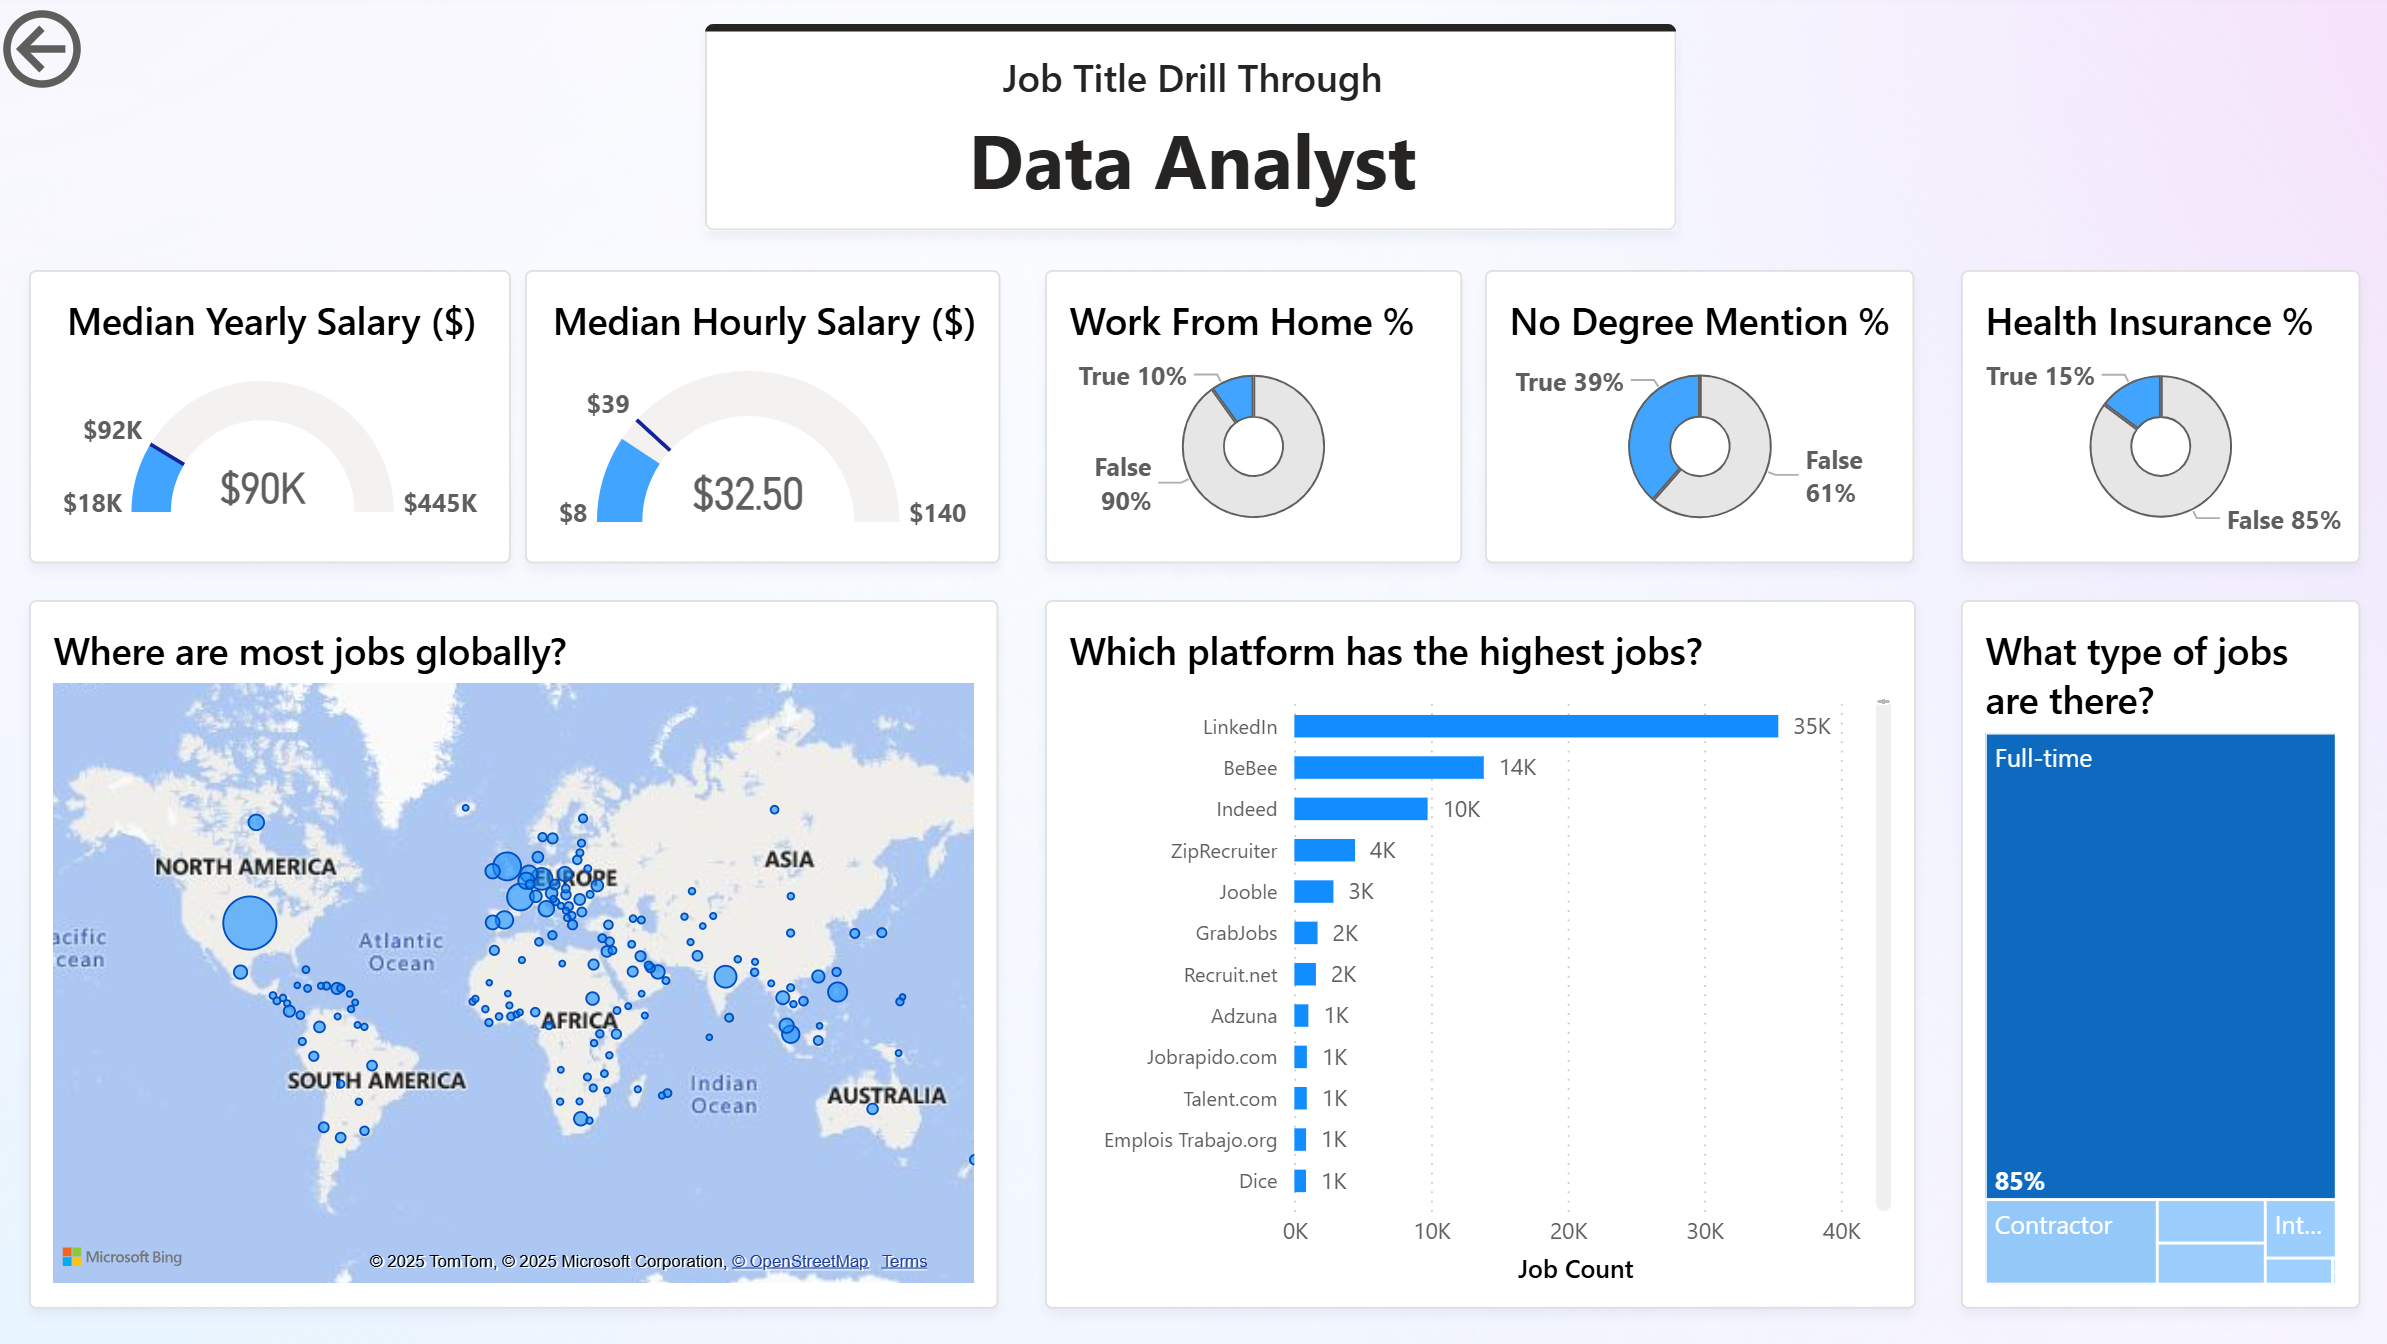 Job Title Drill Through
Data Analyst
Median Yearly Salary ($)
$92K
$18K
$90K
$445K
Median Hourly Salary ($)
$39
$8
$32.50
$140
Work From Home %
True 10%
False
90%
No Degree Mention %
True 39%
False
61%
Health Insurance %
True 15%
False 85%
Where are most jobs globally?
NORTH AMERICA
EUROPE
ASIA
acific
cean
Atlantic
Ocean
AFRICA
SOUTH AMERICA
Indian
Ocean
AUSTRALIA
Microsoft Bing
© 2025 TomTom, © 2025 Microsoft Corporation, © OpenStreetMap Terms
Which platform has the highest jobs?
LinkedIn 35K
BeBee 14K
Indeed 10K
ZipRecruiter 4K
Jooble 3K
GrabJobs 2K
Recruit.net 2K
Adzuna 1K
Jobrapido.com 1K
Talent.com 1K
Emplois Trabajo.org 1K
Dice 1K
0K 10K 20K 30K 40K
Job Count
What type of jobs
are there?
Full-time
85%
Contractor
Int...